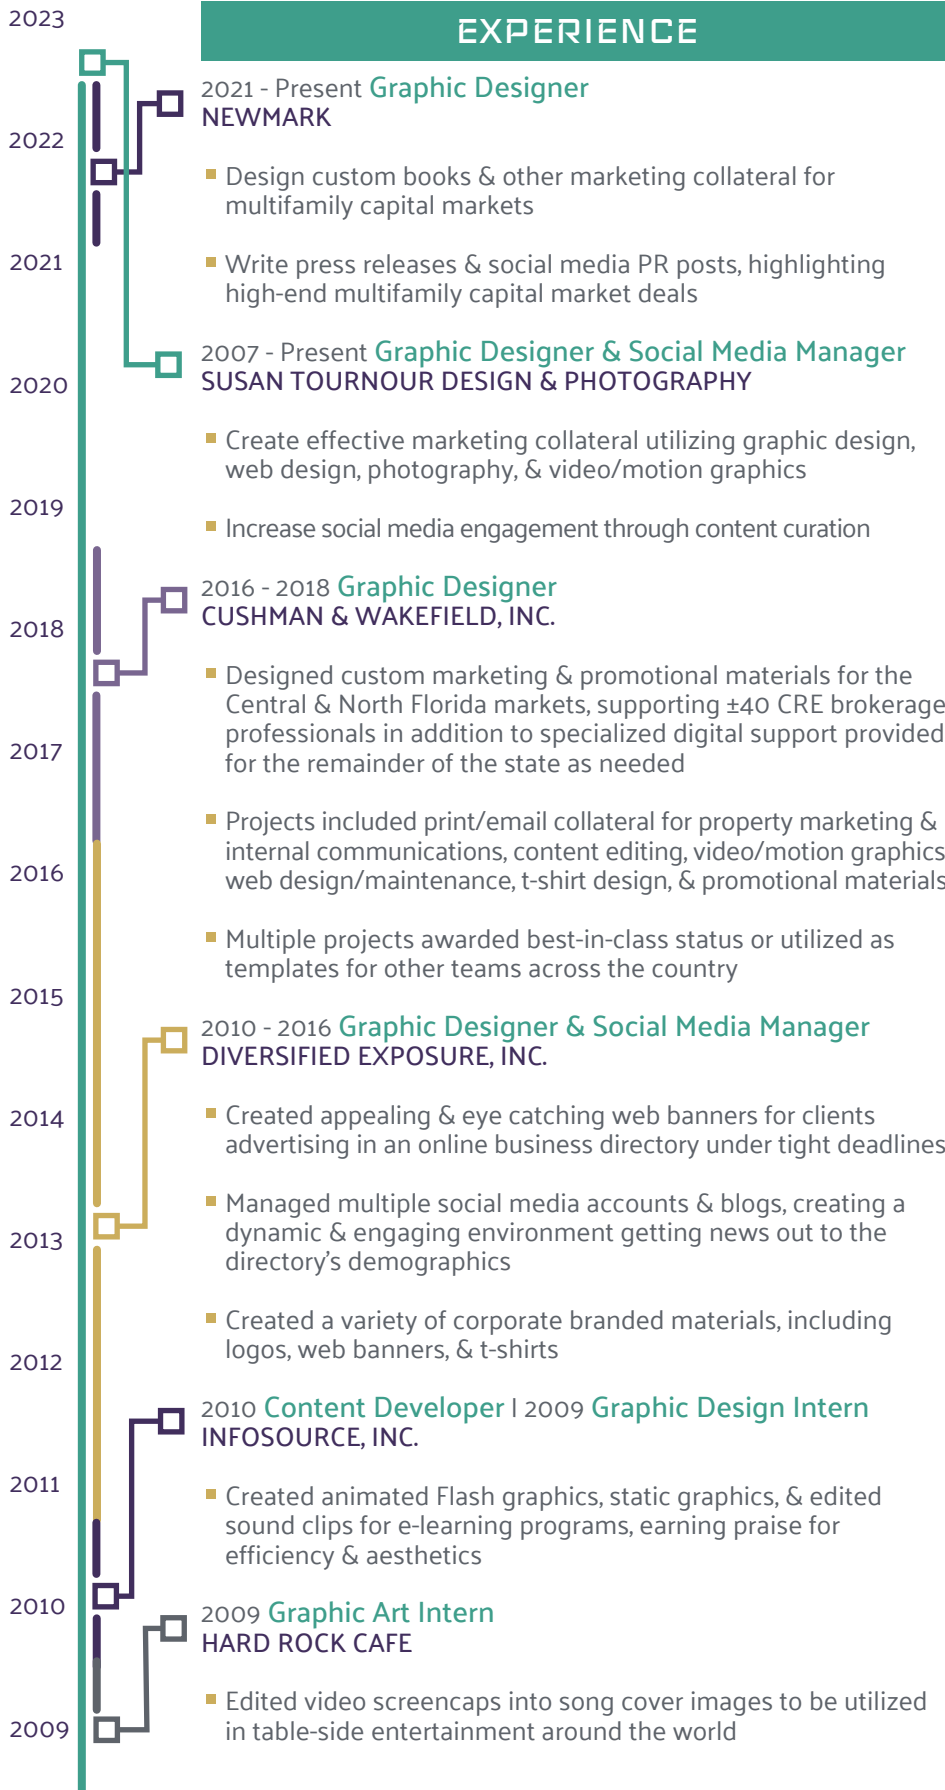 EXPERIENCE
2021 - Present Graphic Designer
NEWMARK
Design custom books & other marketing collateral for
multifamily capital markets
Write press releases & social media PR posts, highlighting
high-end multifamily capital market deals
2007 - Present Graphic Designer & Social Media Manager
SUSAN TOURNOUR DESIGN & PHOTOGRAPHY
Create effective marketing collateral utilizing graphic design,
web design, photography, & video/motion graphics
Increase social media engagement through content curation
2016 - 2018 Graphic Designer
CUSHMAN & WAKEFIELD, INC.
Designed custom marketing & promotional materials for the
Central & North Florida markets, supporting ±40 CRE brokerage
professionals in addition to specialized digital support provided
for the remainder of the state as needed
Projects included print/email collateral for property marketing &
internal communications, content editing, video/motion graphics
web design/maintenance, t-shirt design, & promotional materials
Multiple projects awarded best-in-class status or utilized as
templates for other teams across the country
2010 - 2016 Graphic Designer & Social Media Manager
DIVERSIFIED EXPOSURE, INC.
Created appealing & eye catching web banners for clients
advertising in an online business directory under tight deadlines
Managed multiple social media accounts & blogs, creating a
dynamic & engaging environment getting news out to the
directory's demographics
Created a variety of corporate branded materials, including
logos, web banners, & t-shirts
2010 Content Developer | 2009 Graphic Design Intern
INFOSOURCE, INC.
Created animated Flash graphics, static graphics, & edited
sound clips for e-learning programs, earning praise for
efficiency & aesthetics
2009 Graphic Art Intern
HARD ROCK CAFE
Edited video screencaps into song cover images to be utilized
in table-side entertainment around the world
2023
2022
2021
2020
2019
2018
2017
2016
2015
2014
2013
2012
2011
2010
2009